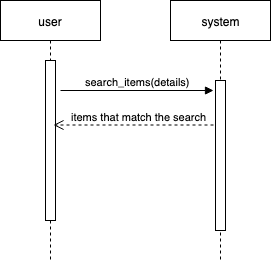 user
system
search_items(details)
items that match the search